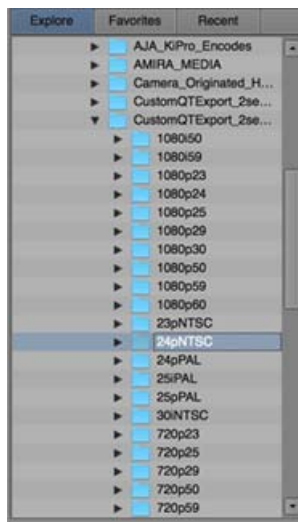 Explore Favorites Recent
AJA_KiPro_Encodes
AMIRA_MEDIA
Camera_Originated_H...
CustomQTExport_2se...
CustomQTExport_2se...
1080i50
1080i59
1080p23
1080p24
1080p25
1080p29
1080p30
1080p50
1080p59
1080p60
23pNTSC
24pNTSC
24pPAL
25iPAL
25pPAL
30iNTSC
720p23
720p25
720p29
720p50
720p59